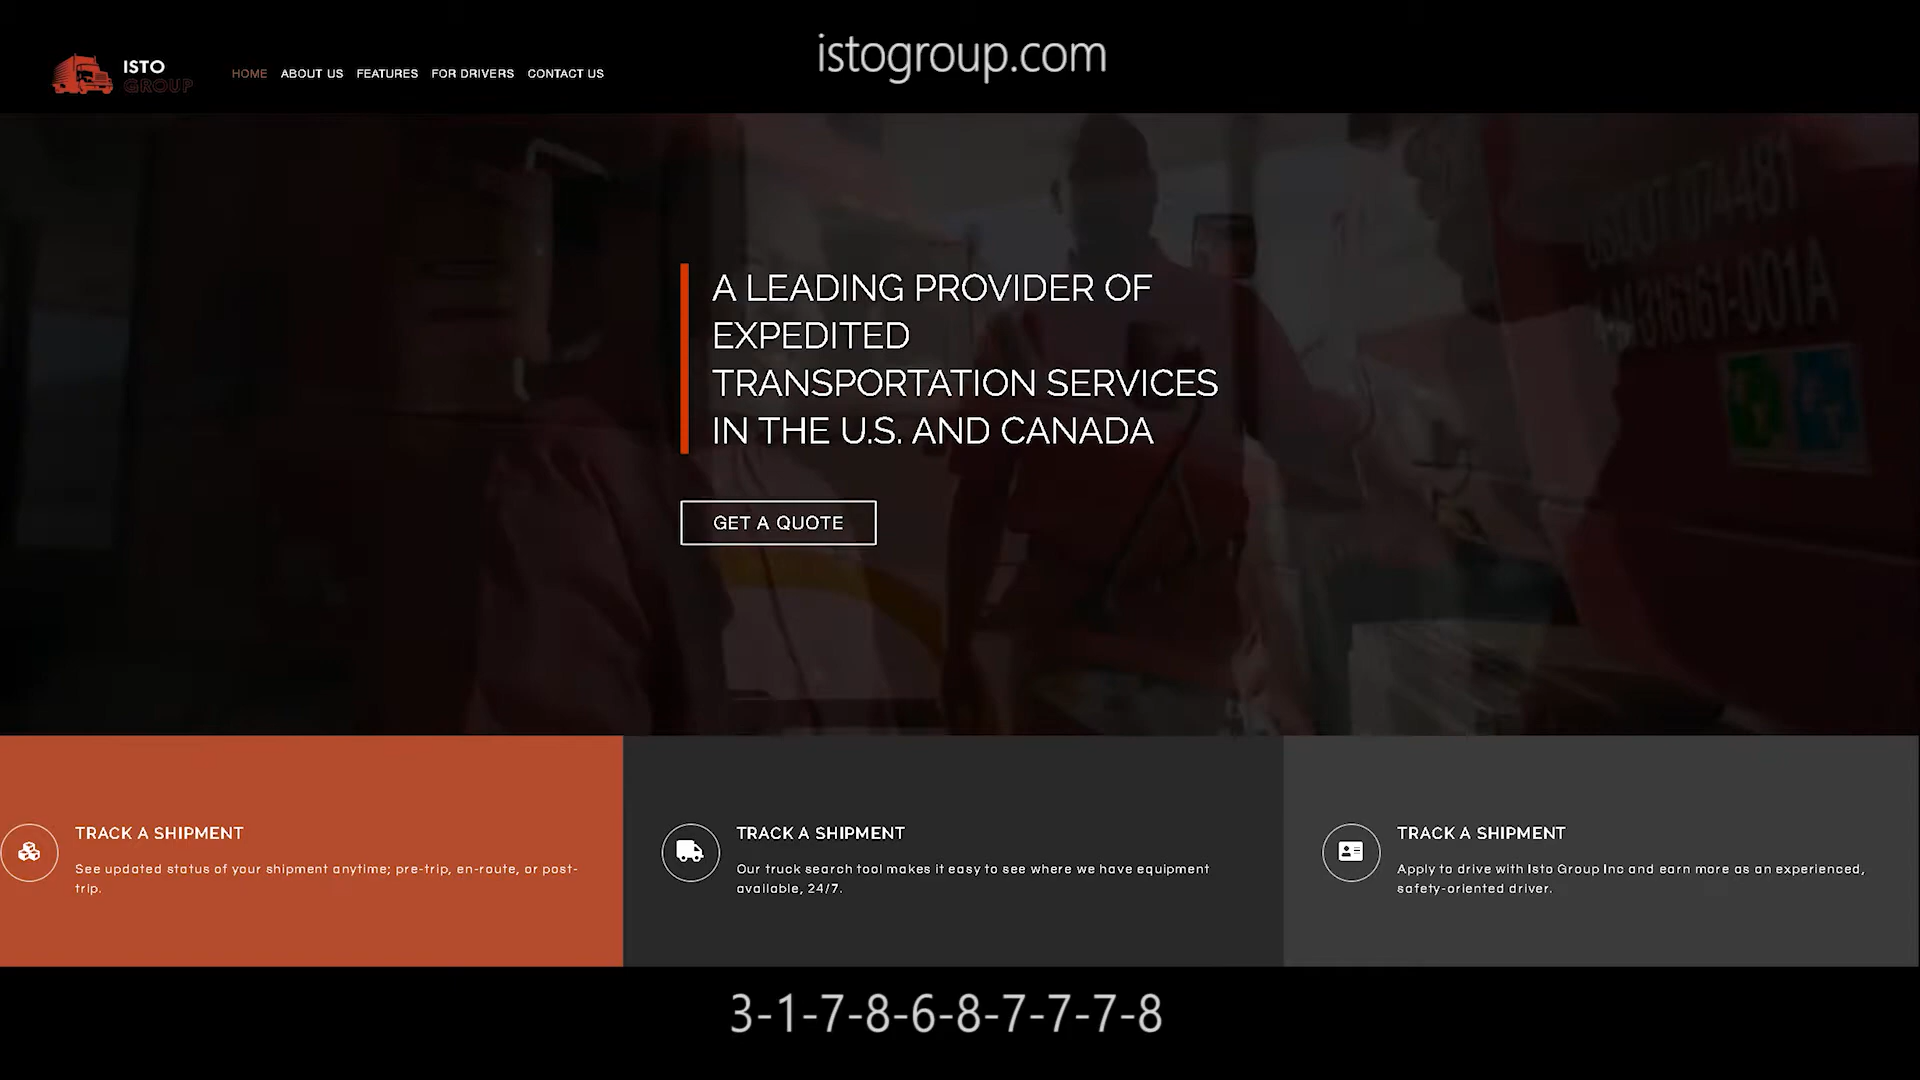 istogroup.com
ISTO
GROUP
HOME ABOUT US FEATURES FOR DRIVERS CONTACT US
A LEADING PROVIDER OF
EXPEDITED
TRANSPORTATION SERVICES
IN THE U.S. AND CANADA
GET A QUOTE
TRACK A SHIPMENT
See updated status of your shipment anytime; pre-trip, en-route, or post-
trip.
TRACK A SHIPMENT
Our truck search tool makes it easy to see where we have equipment
available, 24/7.
TRACK A SHIPMENT
Apply to drive with Isto Group Inc and earn more as an experienced,
safety-oriented driver.
3-1-7-8-6-8-7-7-7-8